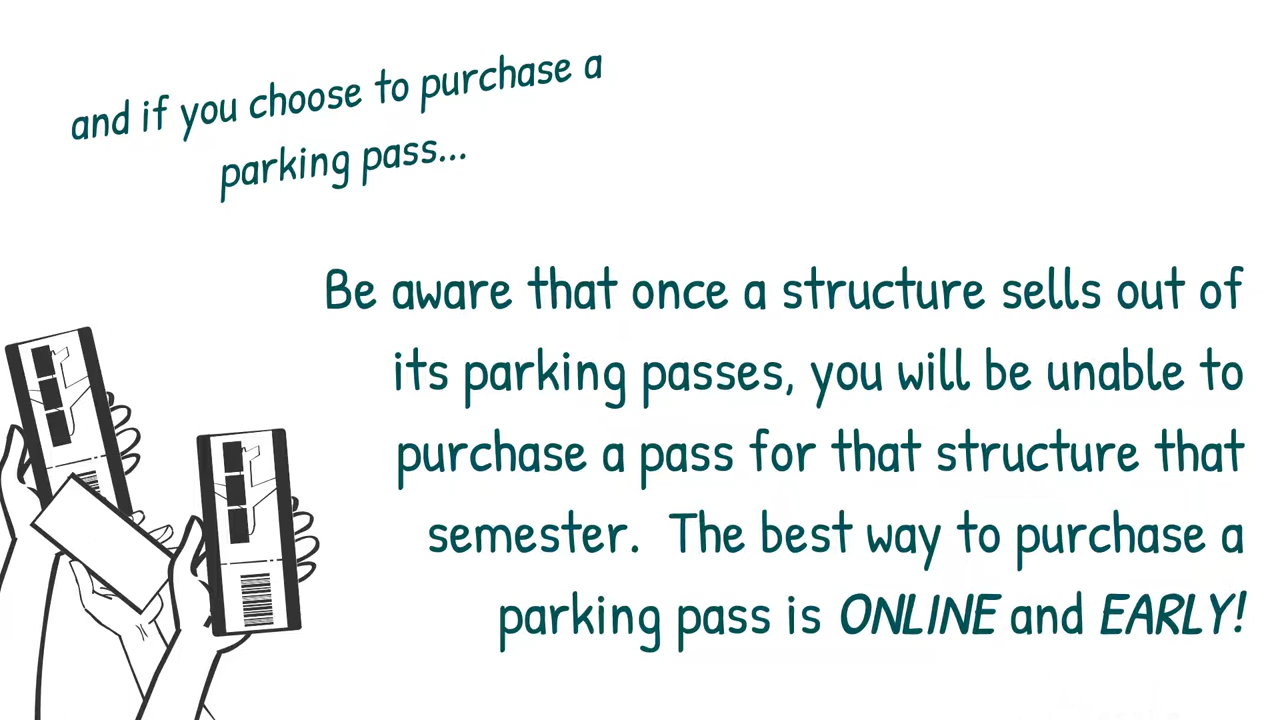 and if you choose to purchase a
parking pass...
Be aware that once a structure sells out of
its parking passes, you will be unable to
purchase a pass for that structure that
semester.  The best way to purchase a
parking pass is ONLINE and EARLY!